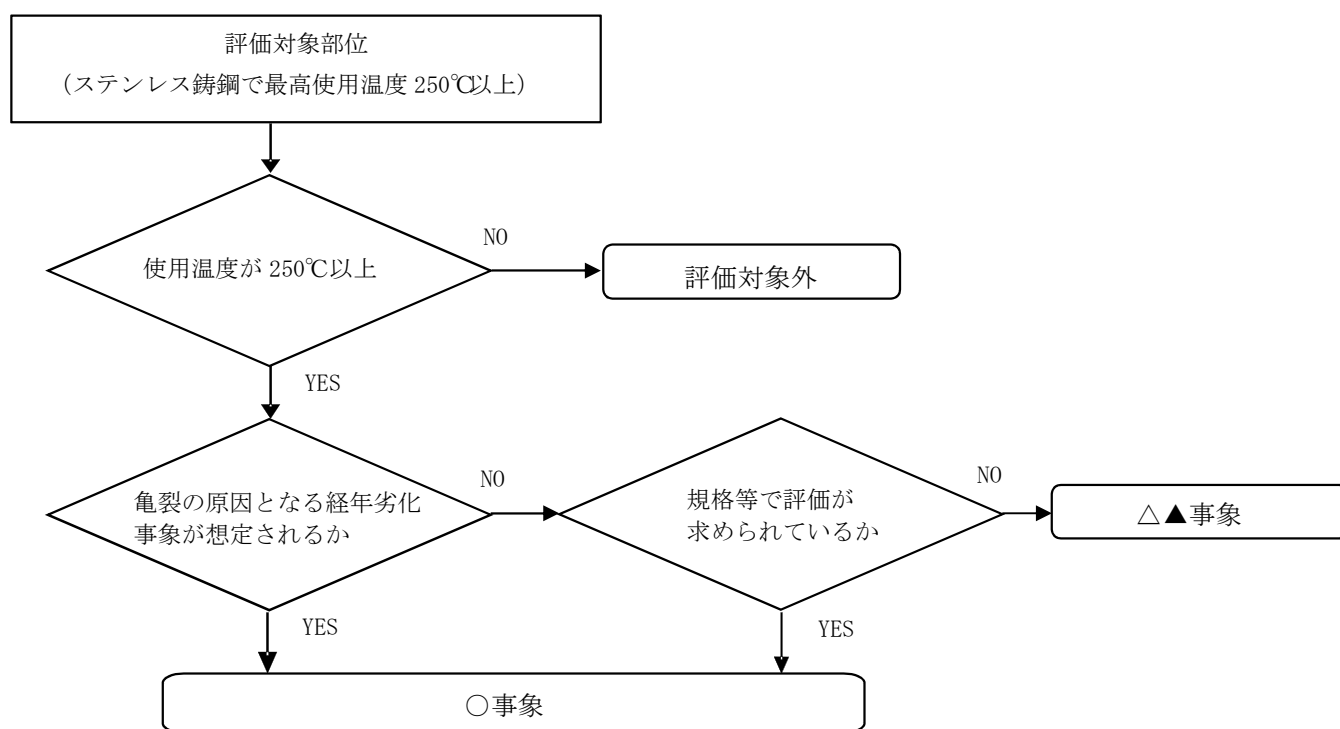 評価対象部位
（ステンレス鋳鋼で最高使用温度 250℃以上）
使用温度が 250℃以上
NO
評価対象外
YES
亀裂の原因となる経年劣化
事象が想定されるか
NO
規格等で評価が
求められているか
NO
△▲事象
YES
YES
○事象